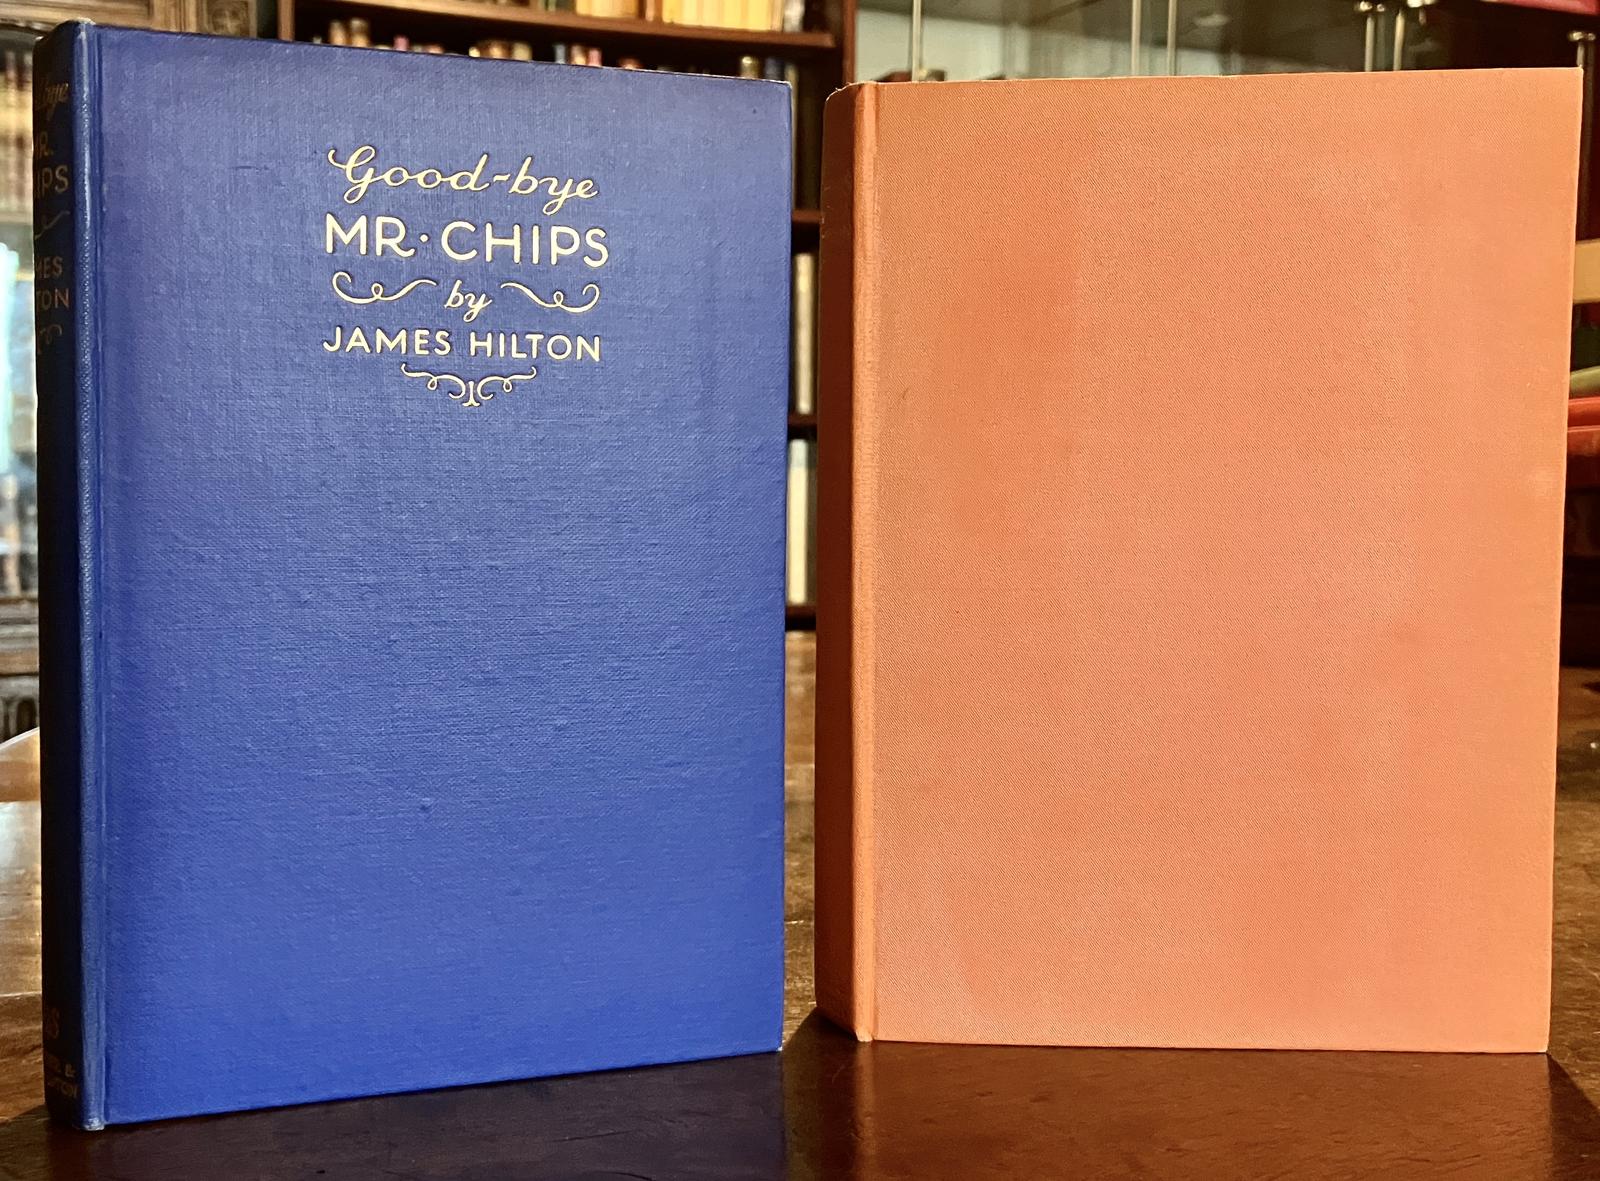 Good-bye
MR. CHIPS
by
JAMES HILTON